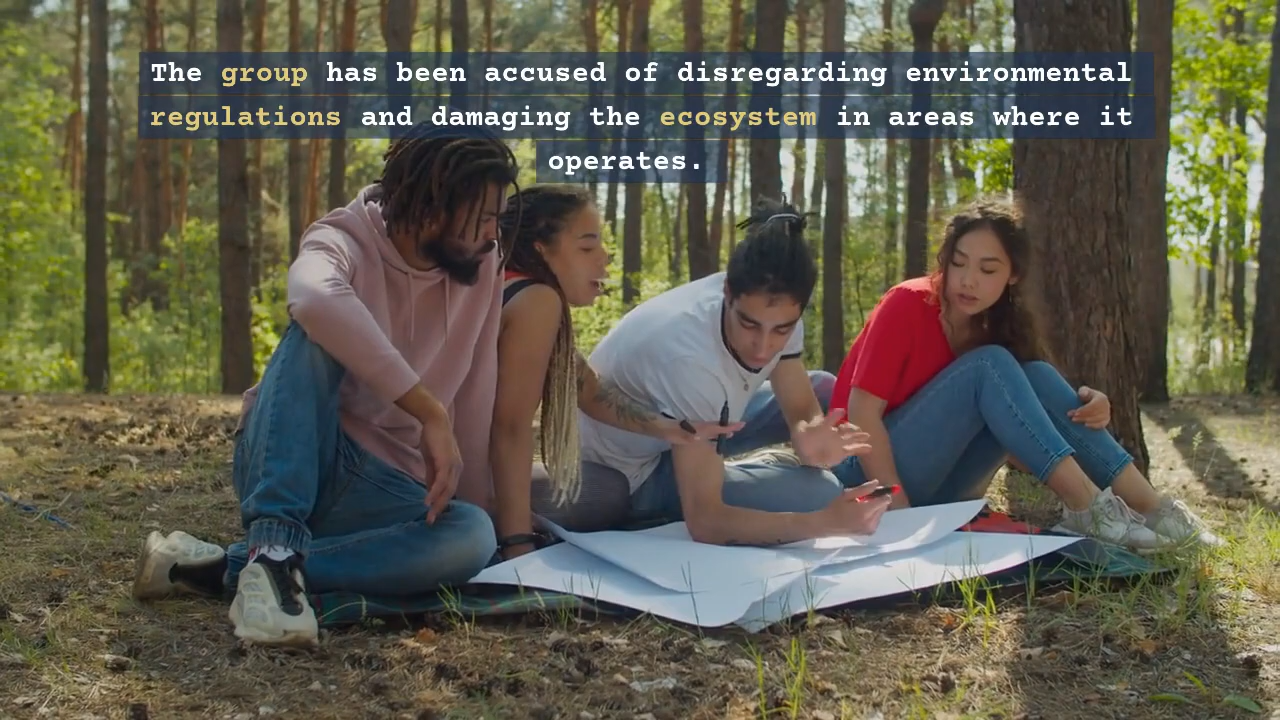 The group has been accused of disregarding environmental
regulations and damaging the ecosystem in areas where it
operates.